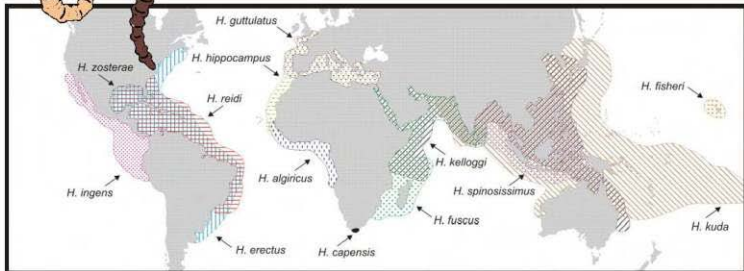 H. guttulatus
H. hippocampus
H. zosterae
H. reidi
H. fisheri
H. kelloggi
H. algiricus
H. spinosissimus
H. ingens
H. fuscus
H. kuda
H. erectus
H. capensis